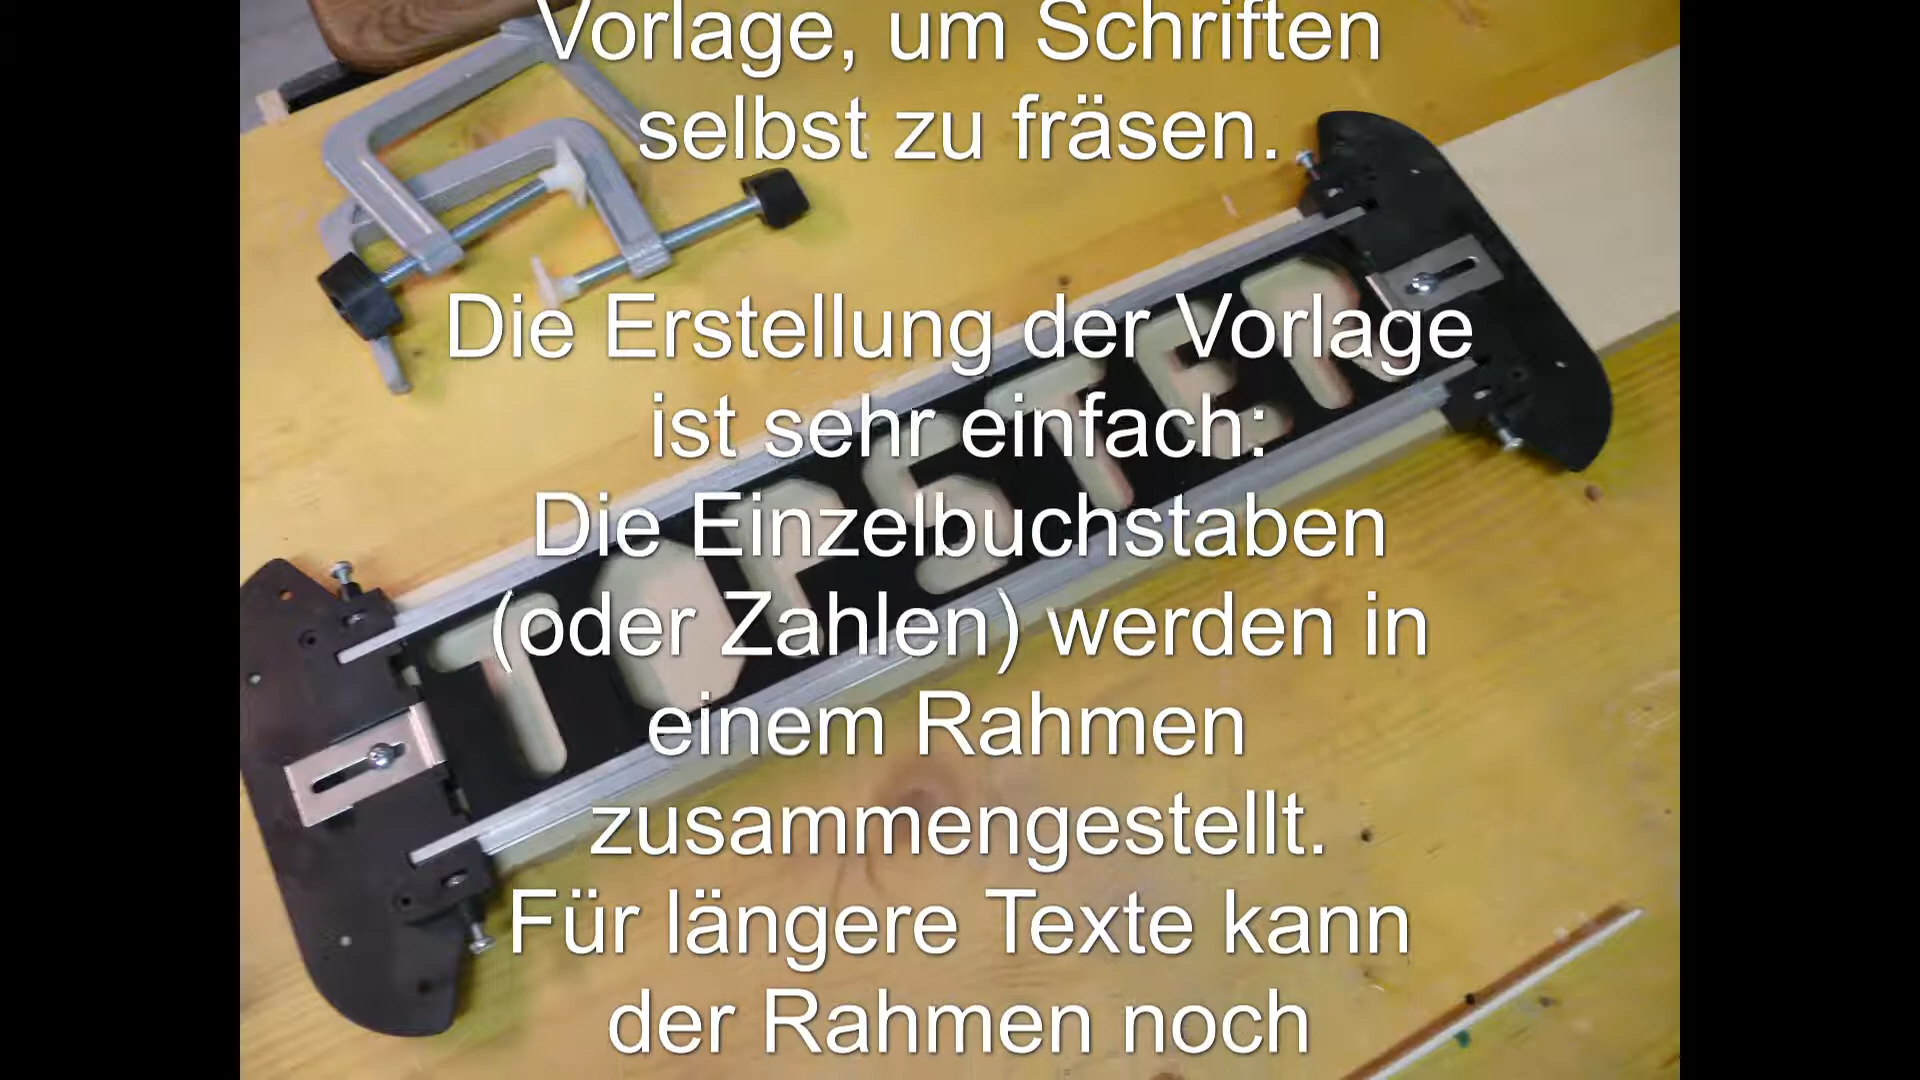 Vorlage, um Schriften
selbst zu fräsen.
Die Erstellung der Vorlage
ist sehr einfach:
Die Einzelbuchstaben
(oder Zahlen) werden in
einem Rahmen
zusammengestellt.
Für längere Texte kann
der Rahmen noch
TOPSTER